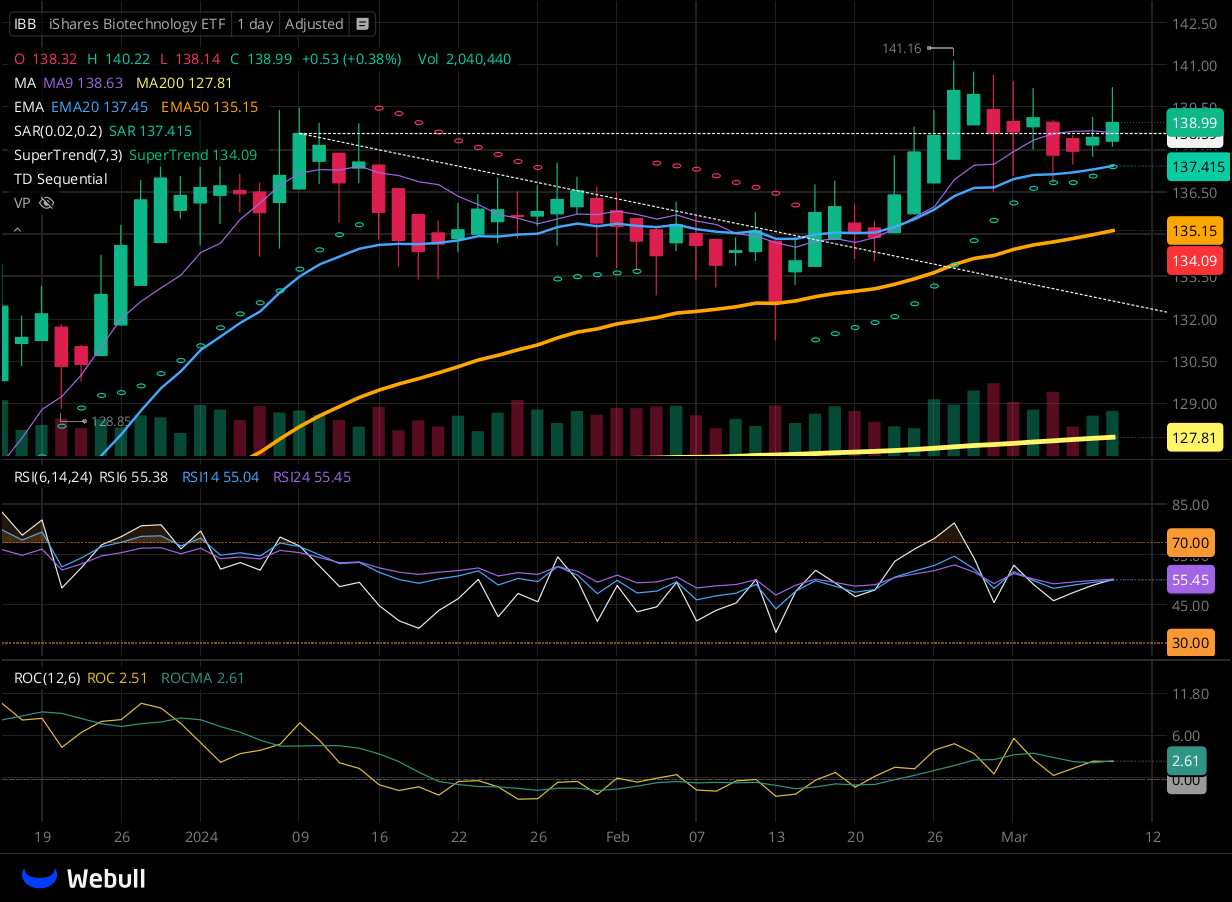 IBB iShares Biotechnology ETF 1 day Adjusted
O 138.32 H 140.22 L 138.14 C 138.99 +0.53 (+0.38%) Vol 2,040,440
MA MA9 138.63 MA200 127.81
EMA EMA20 137.45 EMA50 135.15
SAR(0.02,0.2) SAR 137.415
SuperTrend(7,3) SuperTrend 134.09
TD Sequential
VP
141.16
128.85
142.50
141.00
139.50
138.99
137.415
136.50
135.15
134.09
133.50
132.00
130.50
129.00
127.81
RSI(6,14,24) RSI6 55.38 RSI14 55.04 RSI24 55.45
85.00
70.00
65.00
55.45
45.00
30.00
ROC(12,6) ROC 2.51 ROCMA 2.61
11.80
6.00
2.61
0.00
19 26 2024 09 16 22 26 Feb 07 13 20 26 Mar 12
Webull